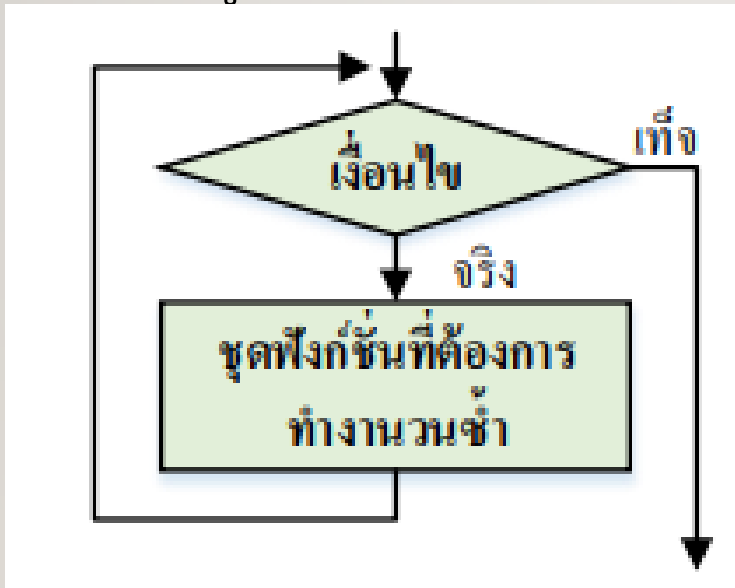 เงื่อนไข
เท็จ
จริง
ชุดฟังก์ชั่นที่ต้องการ
ทำงานวนซ้ำ